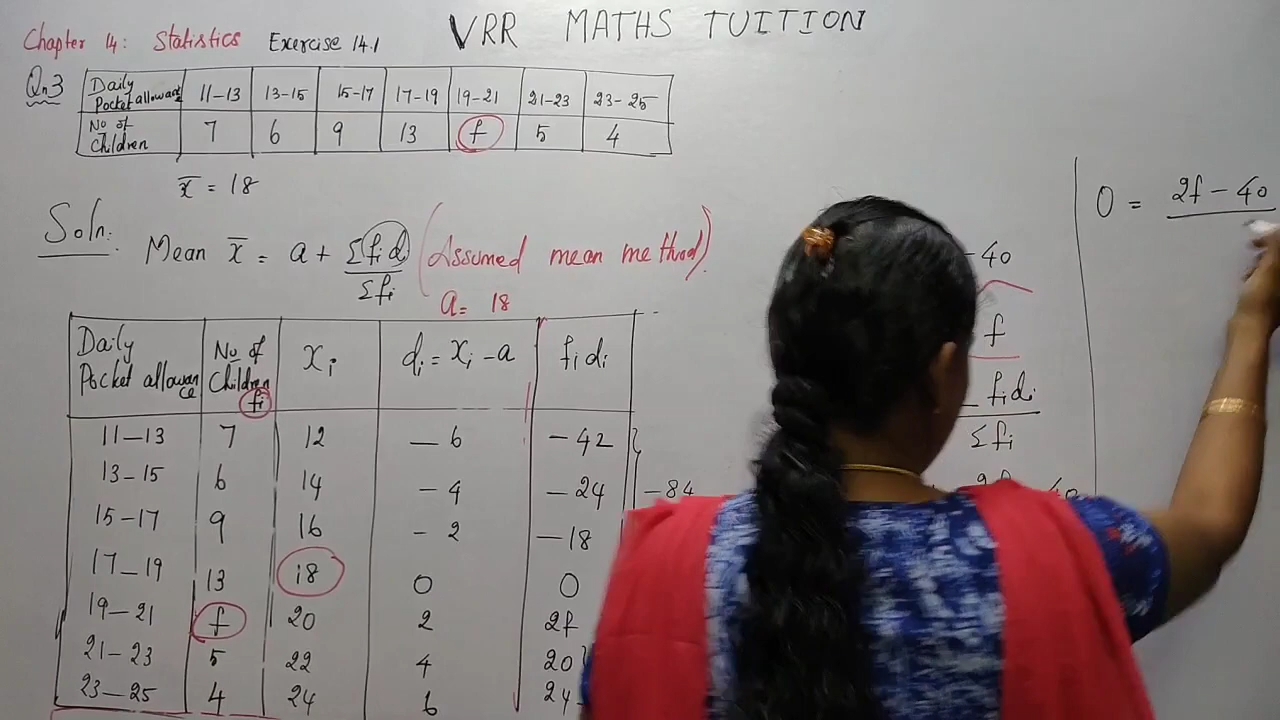 VRR MATHS TUITION
Chapter 14: Statistics Exercise 14.1
Qn3 Daily Pocket allowan 11-13 13-15 15-17 17-19 19-21 21-23 23-25
No of Children 7 6 9 13 f 5 4
x̄ = 18
Soln: Mean x̄ = a + Σfid / Σfi (Assumed mean method)
a = 18
Daily Pocket allowance No of Children fi xi di = xi - a fidi
11-13 7 12 -6 -42
13-15 6 14 -4 -24 -84
15-17 9 16 -2 -18
17-19 13 18 0 0
19-21 f 20 2 2f
21-23 5 22 4 20
23-25 4 24 6 24
-40
f
fidi
Σfi
0 = 2f - 40